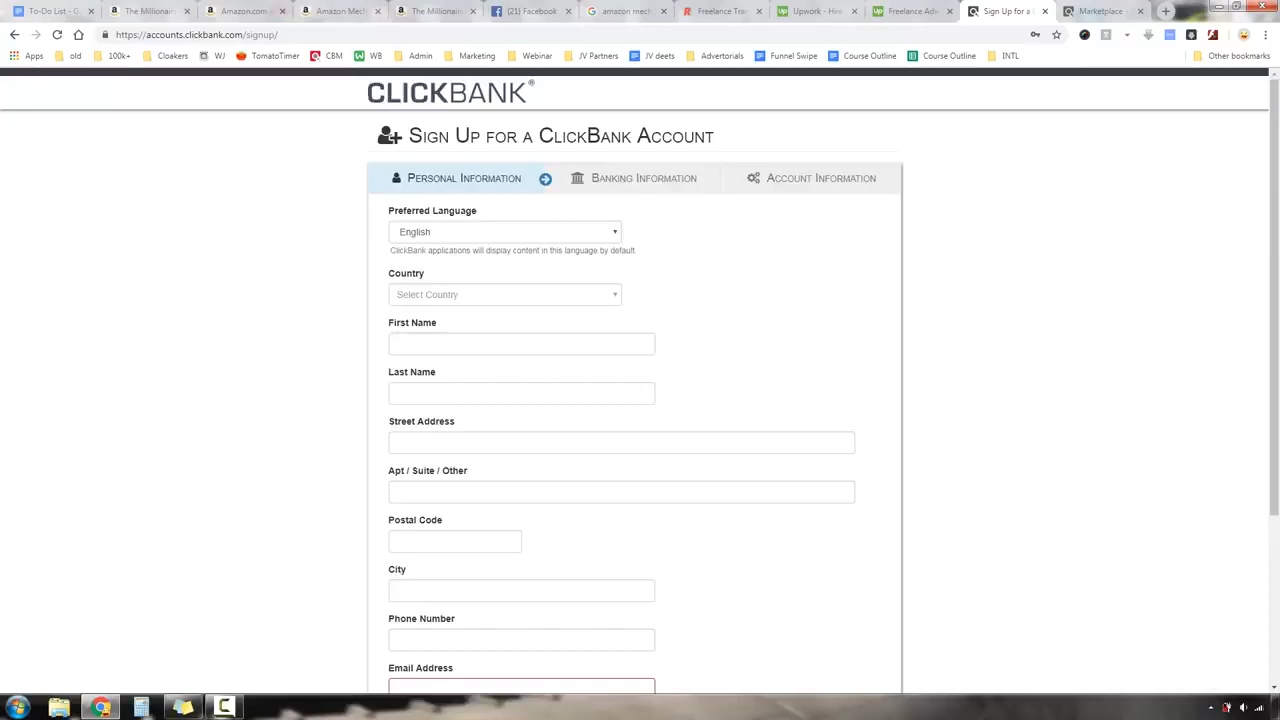 To-Do List - G
The Millionair
Amazon.com
Amazon Mech
The Millionair
(21) Facebook
amazon mech
Freelance Tra
Upwork - Hire
Freelance Adv
Sign Up for a C
Marketplace -
https://accounts.clickbank.com/signup/
Apps old 100k+ Cloakers WJ TomatoTimer CBM WB Admin Marketing Webinar JV Partners JV deets Advertorials Funnel Swipe Course Outline Course Outline INTL Other bookmarks
CLICKBANK®
Sign Up for a ClickBank Account
Personal Information Banking Information Account Information
Preferred Language
English
ClickBank applications will display content in this language by default.
Country
Select Country
First Name
Last Name
Street Address
Apt / Suite / Other
Postal Code
City
Phone Number
Email Address